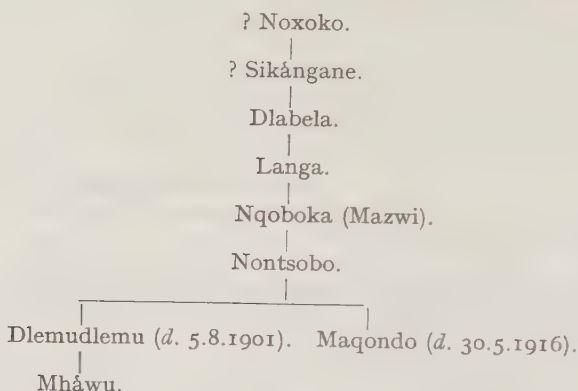 ? Noxoko.
? Sikángane.
Dlabela.
Langa.
Nqoboka (Mazwi).
Nontsobo.
Dlemudlemu (d. 5.8.1901). Maqondo (d. 30.5.1916).
Mháwu.